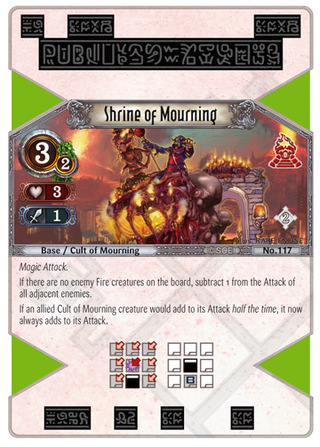 Shrine of Mourning
3
2
3
1
2
Base / Cult of Mourning
No.117
Magic Attack.
If there are no enemy Fire creatures on the board, subtract 1 from the Attack of
all adjacent enemies.
If an allied Cult of Mourning creature would add to its Attack half the time, it now
always adds to its Attack.